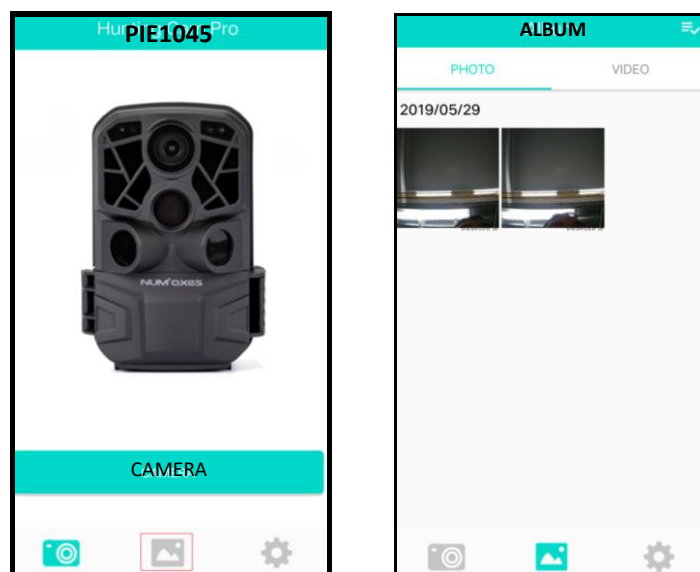 PIE1045
NUM'AXES
CAMERA
ALBUM
PHOTO
VIDEO
2019/05/29